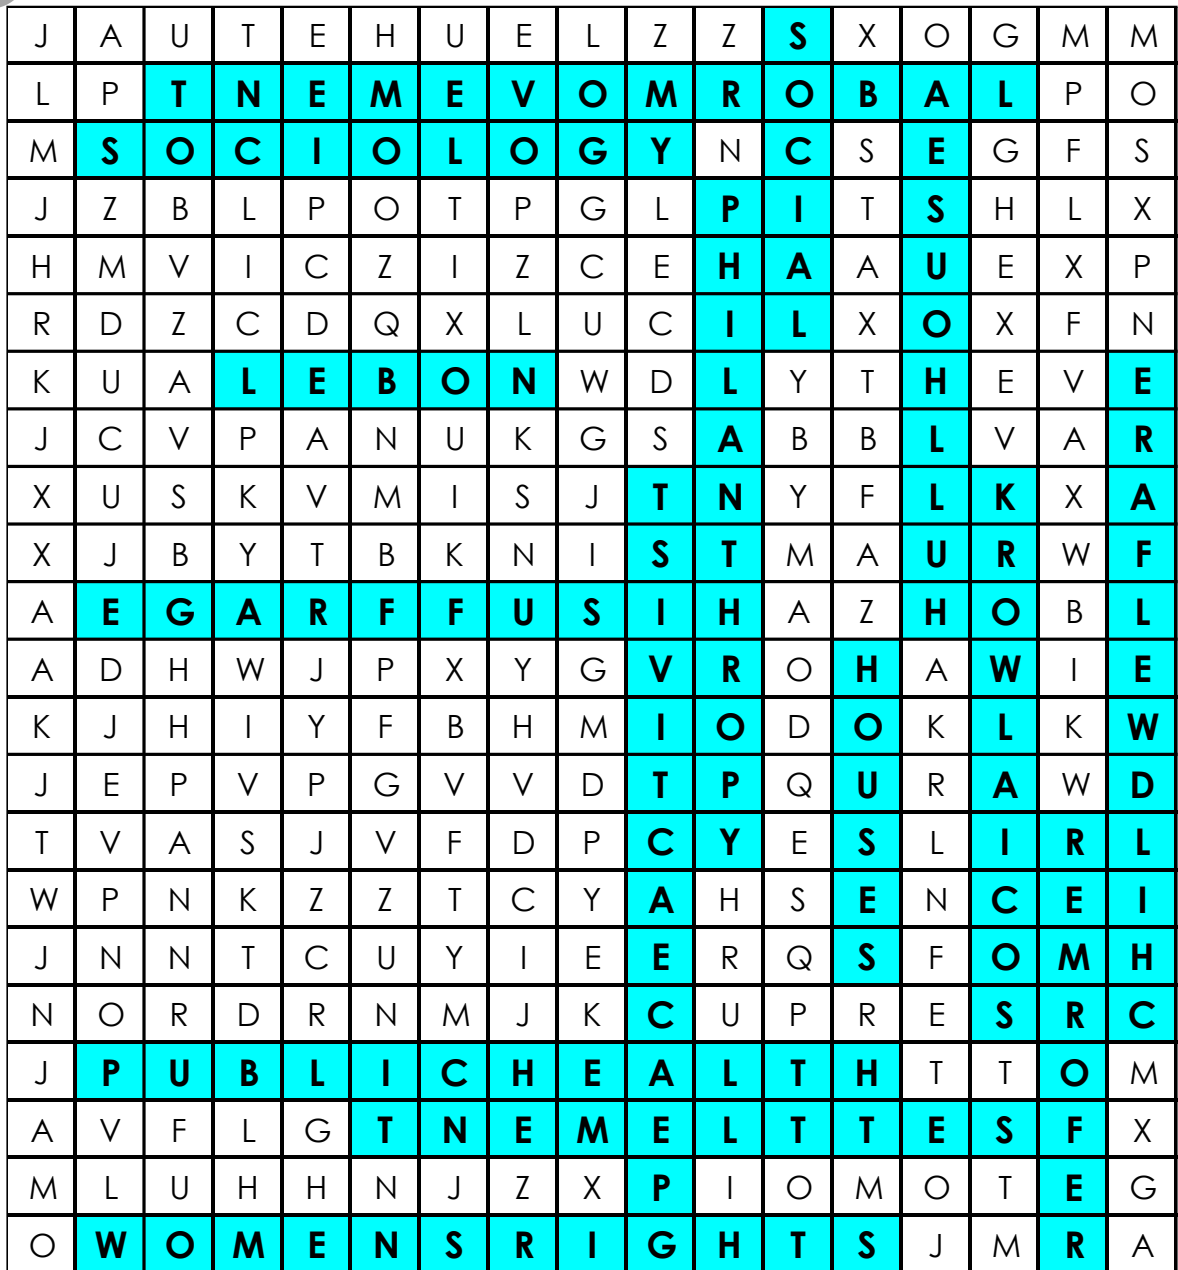 J A U T E H U E L Z Z S X O G M M
L P T N E M E V O M R O B A L P O
M S O C I O L O G Y N C S E G F S
J Z B L P O T P G L P I T S H L X
H M V I C Z I Z C E H A A U E X P
R D Z C D Q X L U C I L X O X F N
K U A L E B O N W D L Y T H E V E
J C V P A N U K G S A B B L V A R
X U S K V M I S J T N Y F L K X A
X J B Y T B K N I S T M A U R W F
A E G A R F F U S I H A Z H O B L
A D H W J P X Y G V R O H A W I E
K J H I Y F B H M I O D O K L K W
J E P V P G V V D T P Q U R A W D
T V A S J V F D P C Y E S L I R L
W P N K Z Z T C Y A H S E N C E I
J N N T C U Y I E E R Q S F O M H
N O R D R N M J K C U P R E S R C
J P U B L I C H E A L T H T T O M
A V F L G T N E M E L T T E S F X
M L U H H N J Z X P I O M O T E G
O W O M E N S R I G H T S J M R A